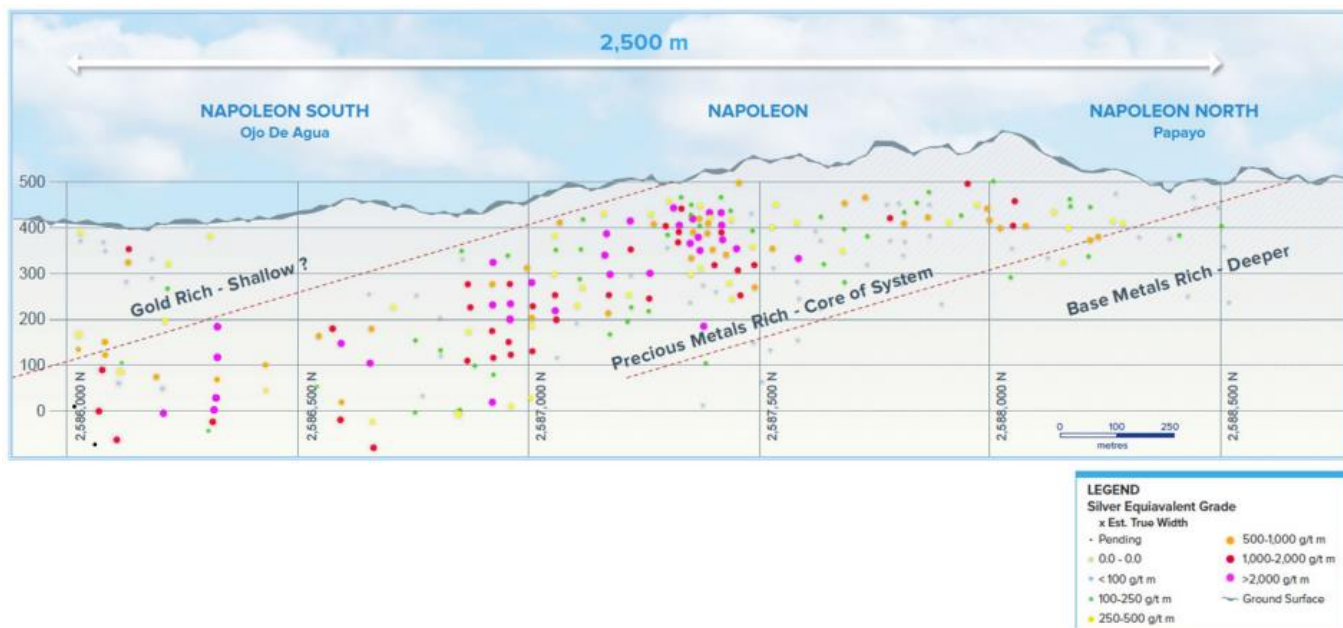 2,500 m
NAPOLEON SOUTH
Ojo De Agua
NAPOLEON
NAPOLEON NORTH
Papayo
500
400
300
200
100
0
Gold Rich - Shallow ?
Precious Metals Rich - Core of System
Base Metals Rich - Deeper
2,586,000 N
2,586,500 N
2,587,000 N
2,587,500 N
2,588,000 N
2,588,500 N
0 100 250
metres
LEGEND
Silver Equiavalent Grade
x Est. True Width
Pending
0.0 - 0.0
< 100 g/t m
100-250 g/t m
250-500 g/t m
500-1,000 g/t m
1,000-2,000 g/t m
>2,000 g/t m
Ground Surface